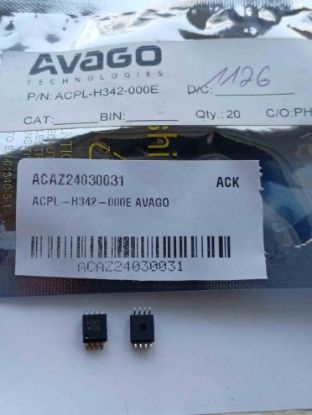 AVAGO
TECHNOLOGIES
P/N: ACPL-H342-000E D/C: 1126
CAT: BIN: Qty.: 20 C/O:PH
ACAZ24030031 ACK
ACPL-H342-000E AVAGO
ACAZ24030031